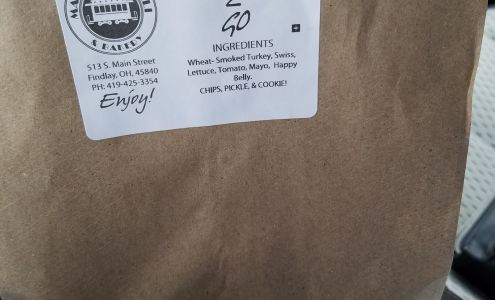 & BAKERY
513 S. Main Street
Findlay, OH, 45840
PH: 419-425-3354
Enjoy!
2
GO
INGREDIENTS
Wheat- Smoked Turkey, Swiss,
Lettuce, Tomato, Mayo, Happy
Belly.
CHIPS, PICKLE, & COOKIE!